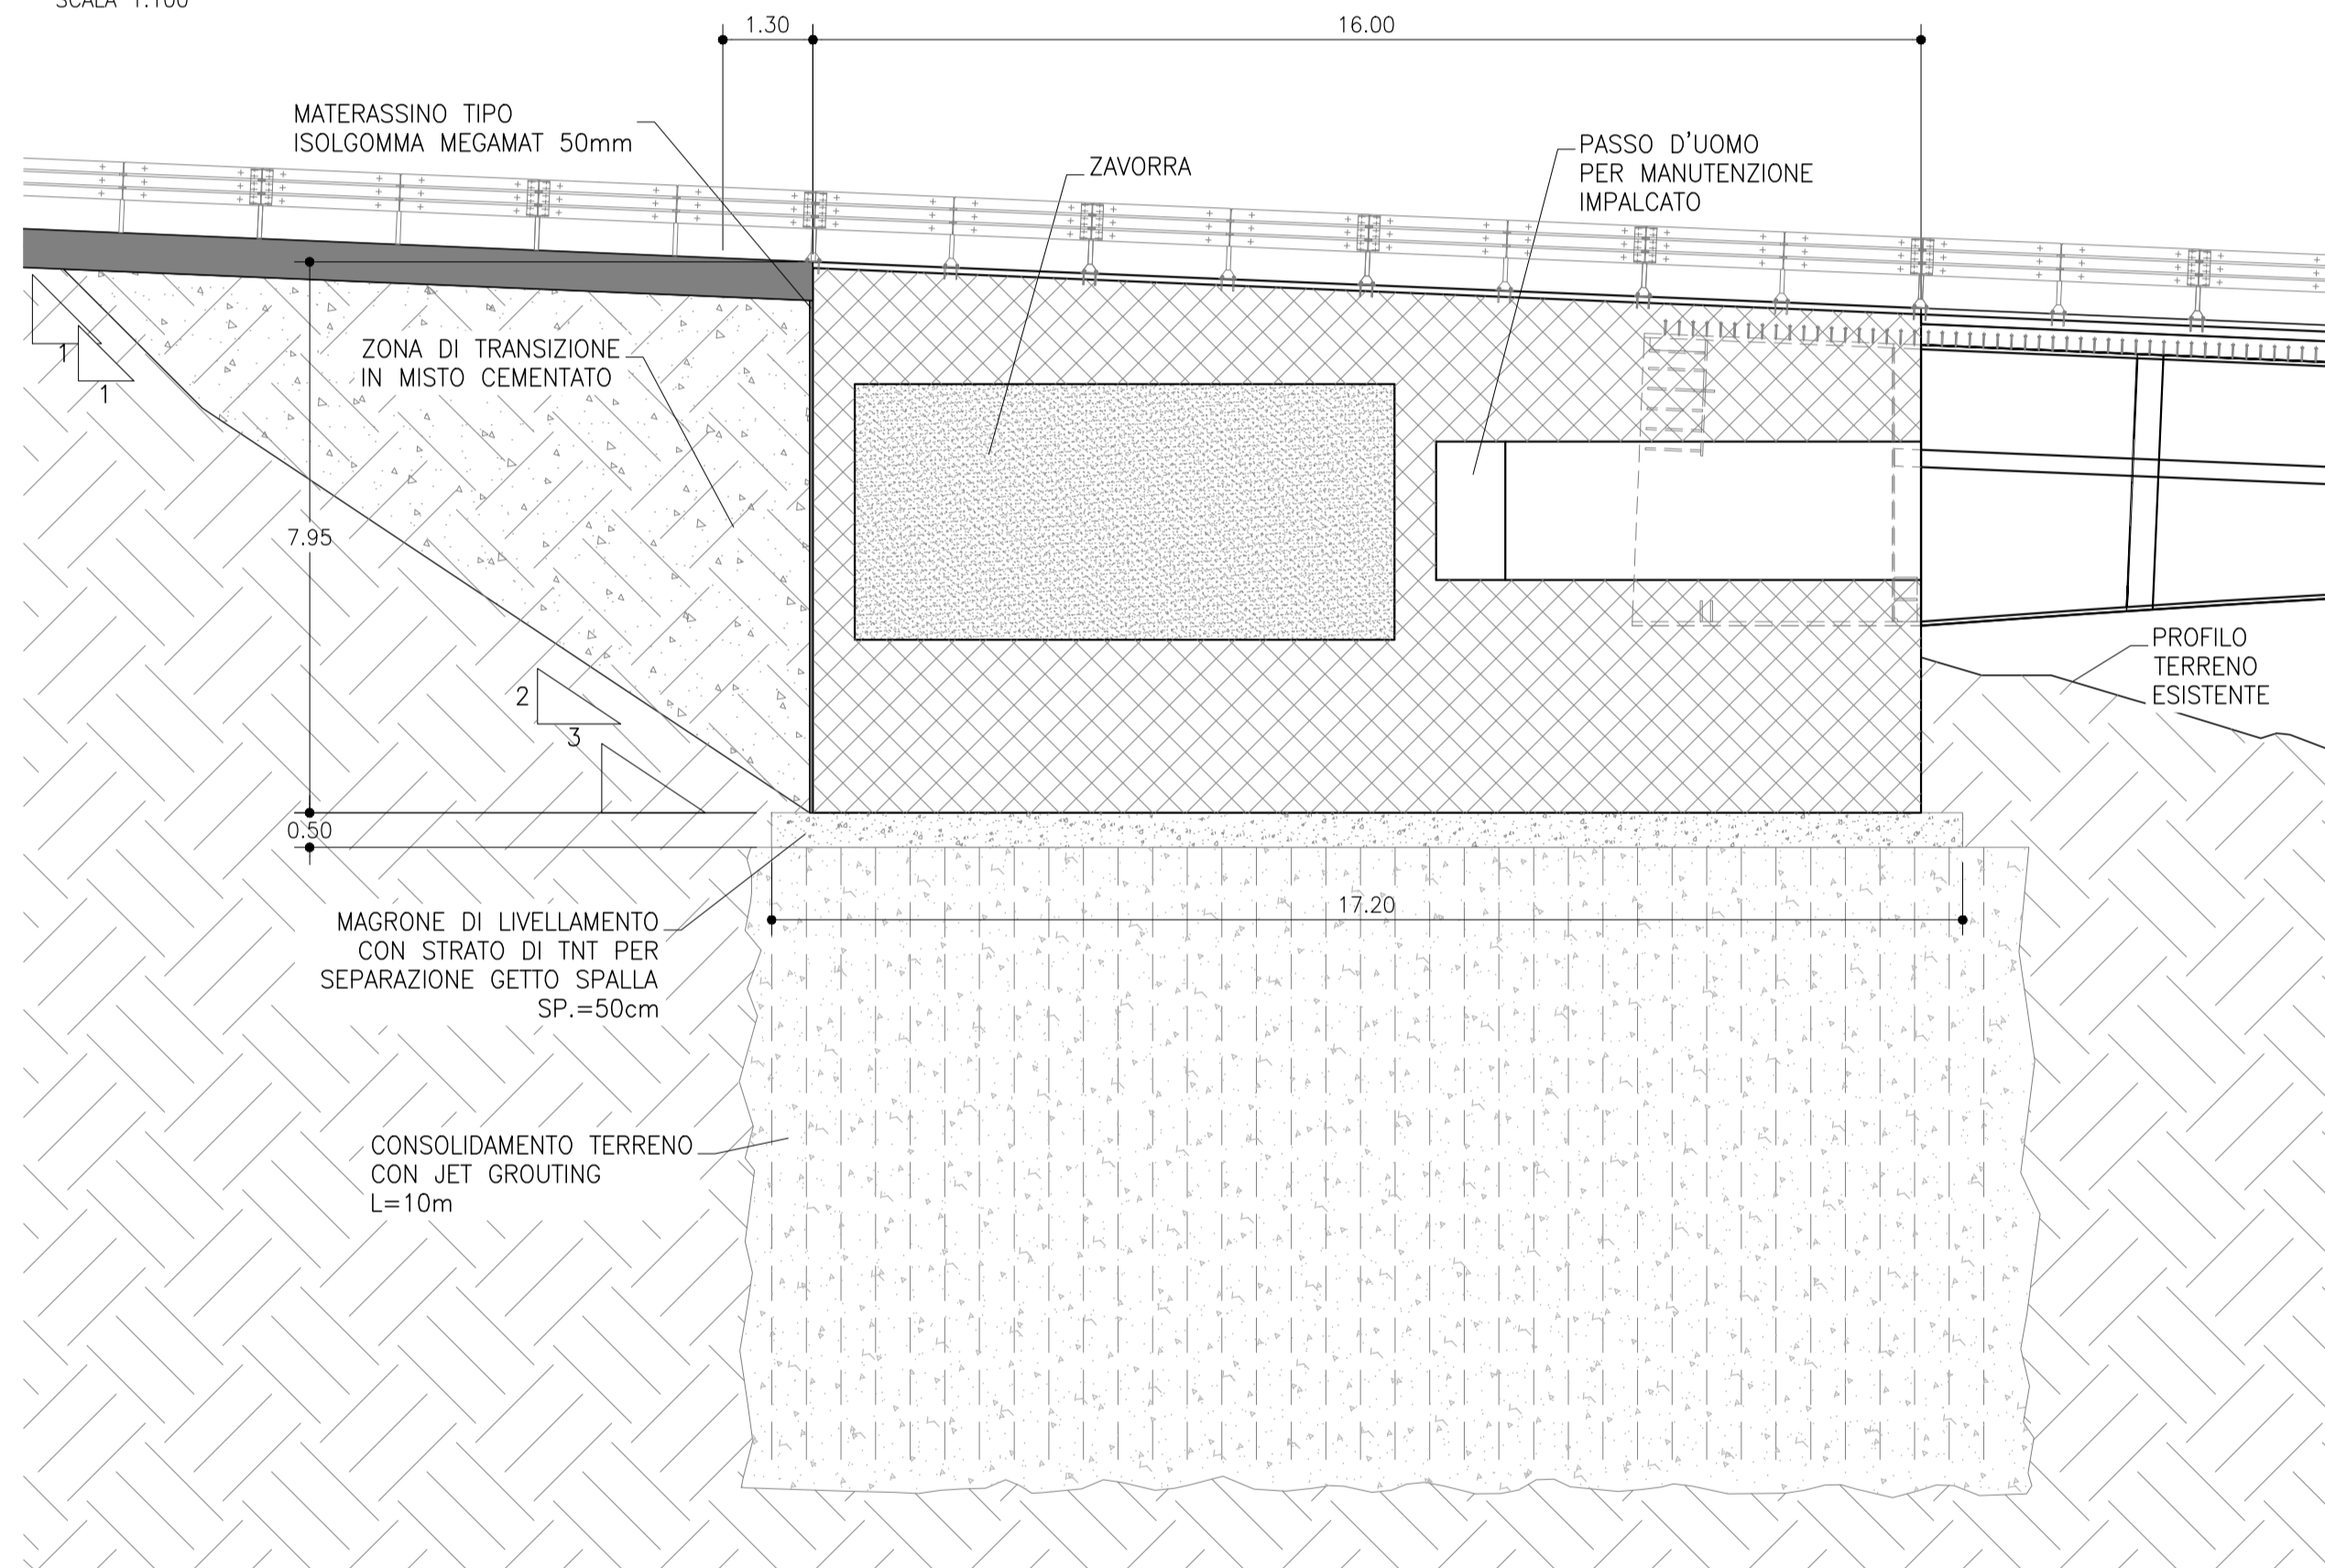 SCALA 1:100
1.30
16.00
MATERASSINO TIPO
ISOLGOMMA MEGAMAT 50mm
ZAVORRA
PASSO D'UOMO
PER MANUTENZIONE
IMPALCATO
1
1
ZONA DI TRANSIZIONE
IN MISTO CEMENTATO
7.95
2
3
PROFILO
TERRENO
ESISTENTE
0.50
17.20
MAGRONE DI LIVELLAMENTO
CON STRATO DI TNT PER
SEPARAZIONE GETTO SPALLA
SP.=50cm
CONSOLIDAMENTO TERRENO
CON JET GROUTING
L=10m